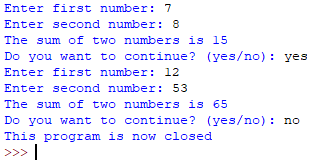 Enter first number: 7
Enter second number: 8
The sum of two numbers is 15
Do you want to continue? (yes/no): yes
Enter first number: 12
Enter second number: 53
The sum of two numbers is 65
Do you want to continue? (yes/no): no
This program is now closed
>>>